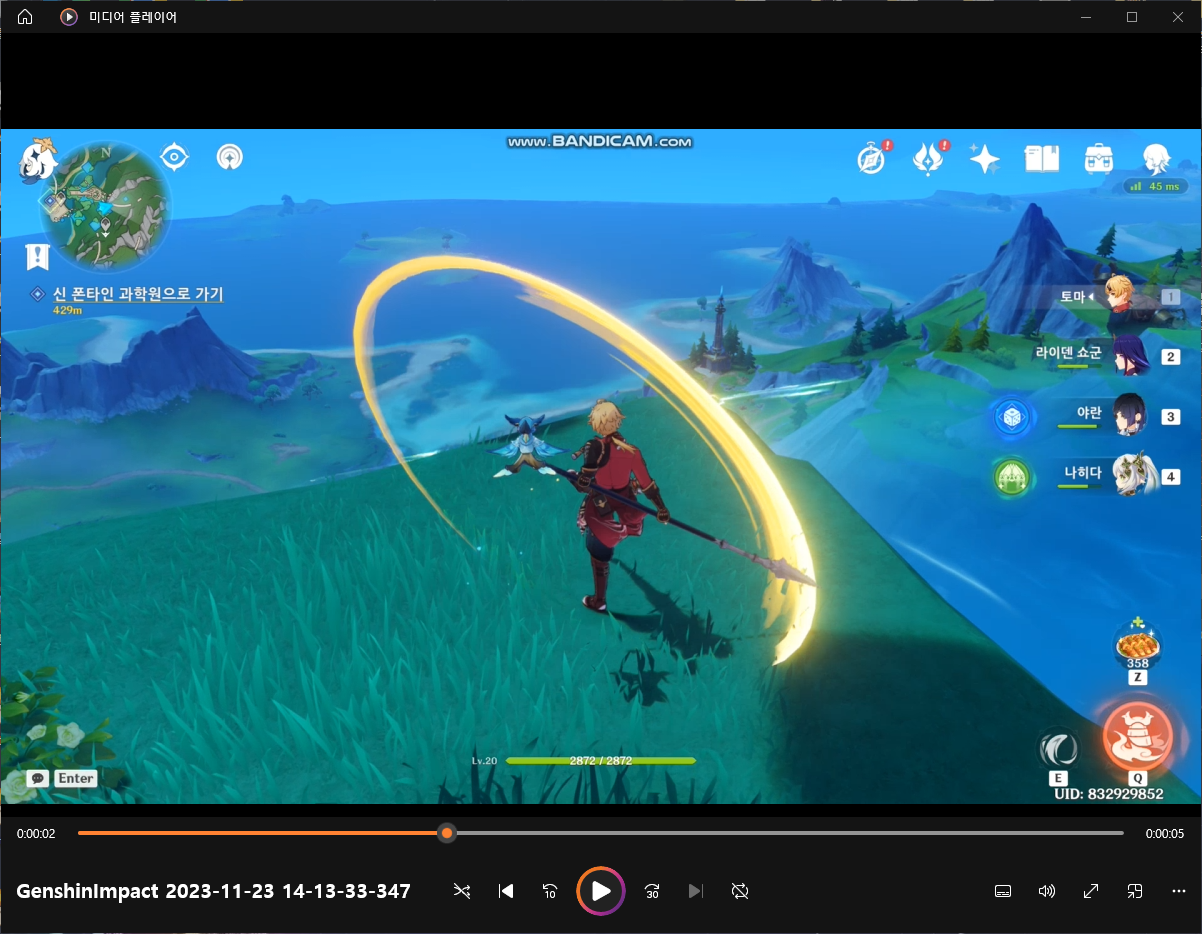 미디어 플레이어
www.BANDICAM.com
N
45 ms
신 폰타인 과학원으로 가기
429m
토마
1
라이덴 쇼군
2
야란
3
나히다
4
358
Z
Lv.20
2872 / 2872
Enter
E
Q
UID: 832929852
0:00:02
0:00:05
GenshinImpact 2023-11-23 14-13-33-347
10
30